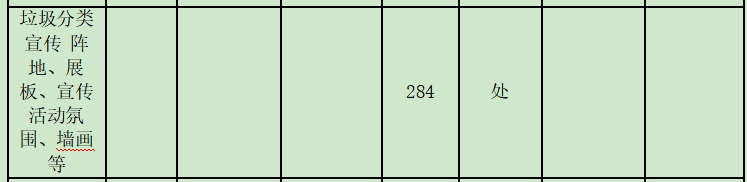 垃圾分类
宣传 阵
地、展
板、宣传
活动氛
围、墙画
等
284
处